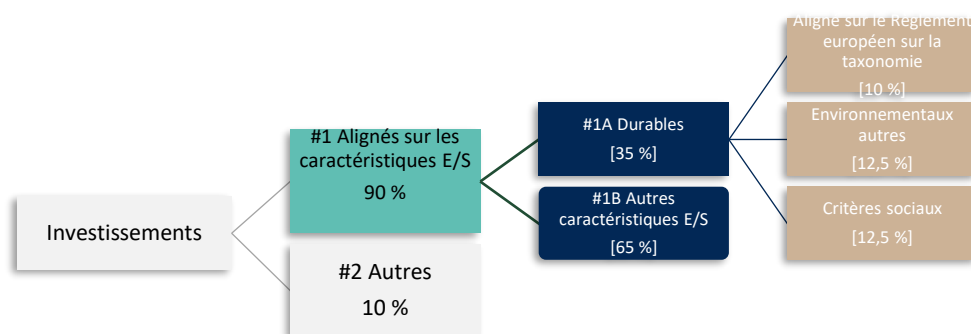 Investissements
#1 Alignés sur les
caractéristiques E/S
90 %
#2 Autres
10 %
#1A Durables
[35 %]
#1B Autres
caractéristiques E/S
[65 %]
Aligné sur le Règlement
européen sur la
taxonomie
[10 %]
Environnementaux
autres
[12,5 %]
Critères sociaux
[12,5 %]